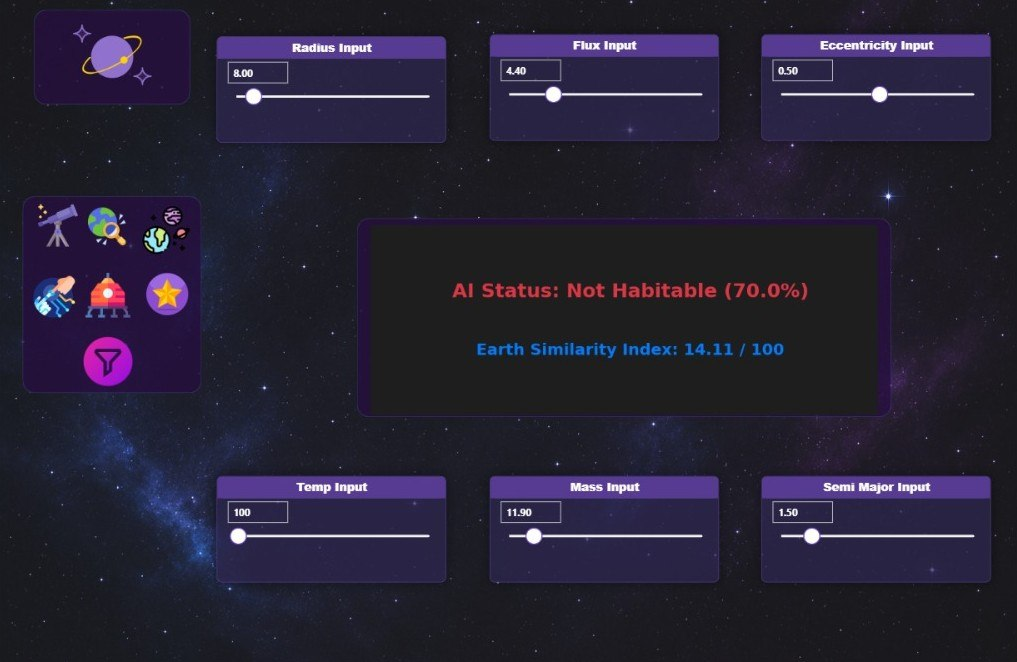 Radius Input
8.00
Flux Input
4.40
Eccentricity Input
0.50
AI Status: Not Habitable (70.0%)
Earth Similarity Index: 14.11 / 100
Temp Input
100
Mass Input
11.90
Semi Major Input
1.50